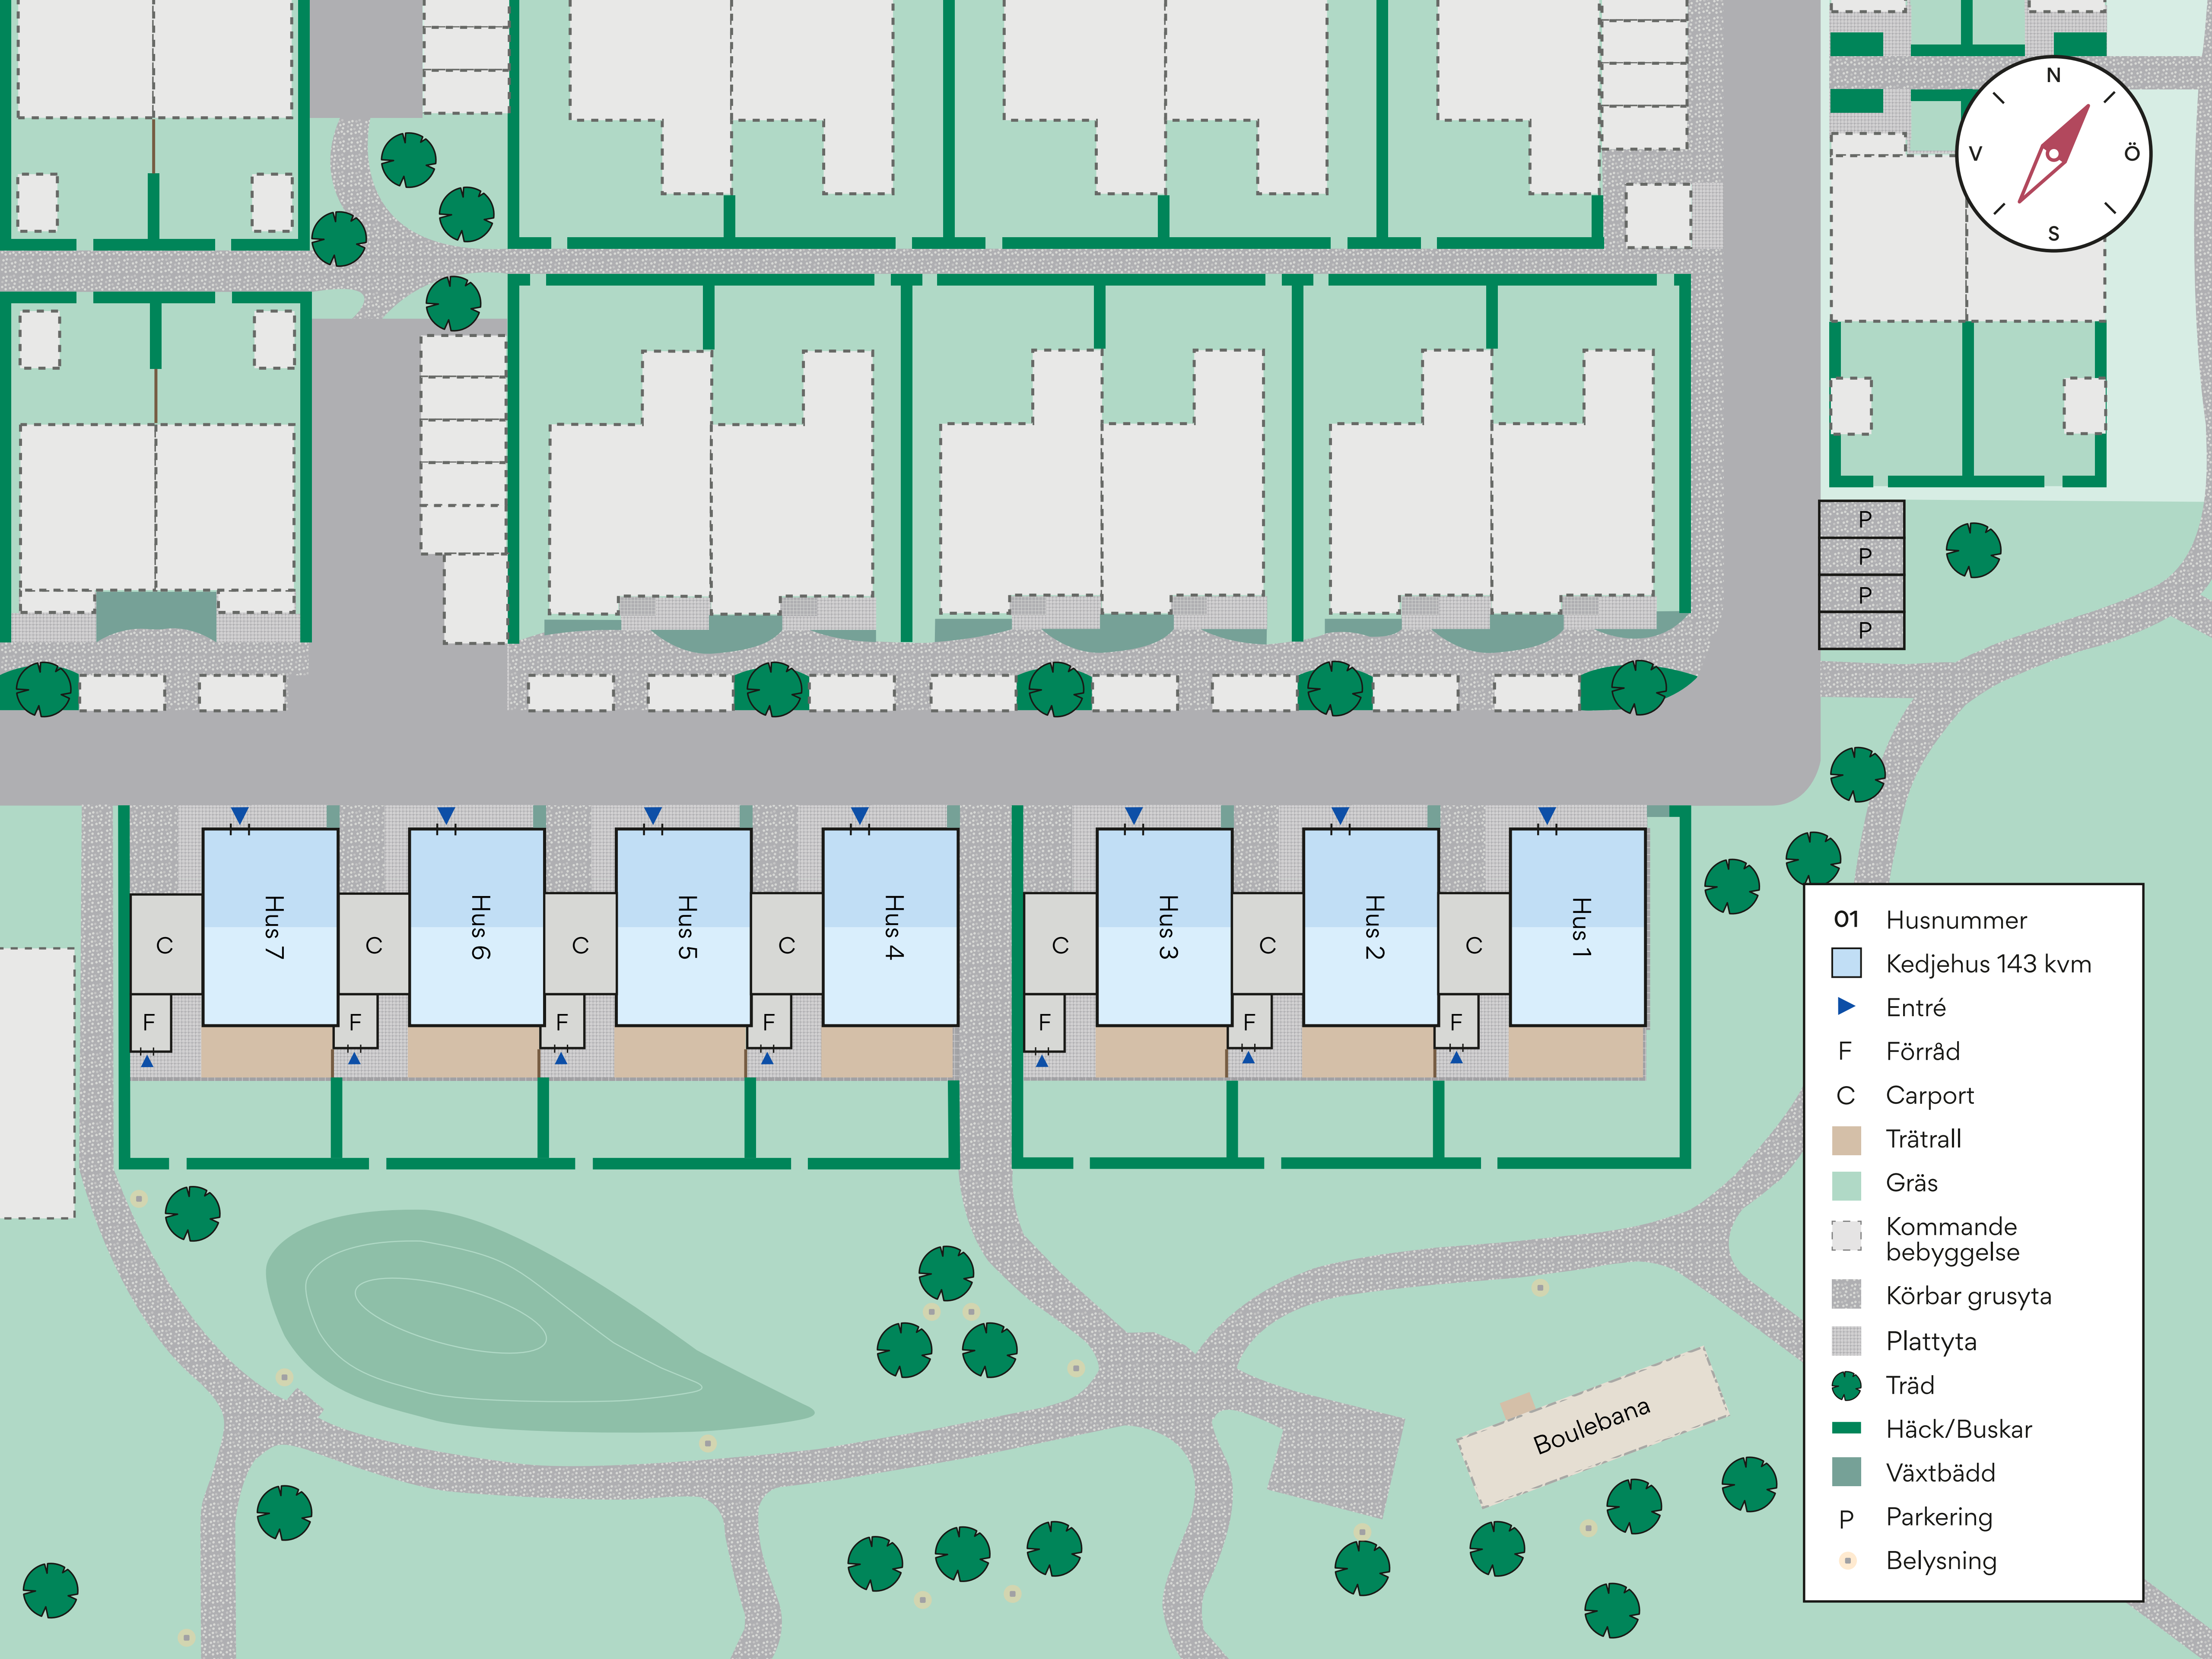 N
V
Ö
S
P
P
P
P
Hus 7
Hus 6
Hus 5
Hus 4
Hus 3
Hus 2
Hus 1
C
C
C
C
C
C
C
F
F
F
F
F
F
F
Boulebana
01 Husnummer
Kedjehus 143 kvm
Entré
F Förråd
C Carport
Trätrall
Gräs
Kommande
bebyggelse
Körbar grusyta
Plattyta
Träd
Häck/Buskar
Växtbädd
P Parkering
Belysning